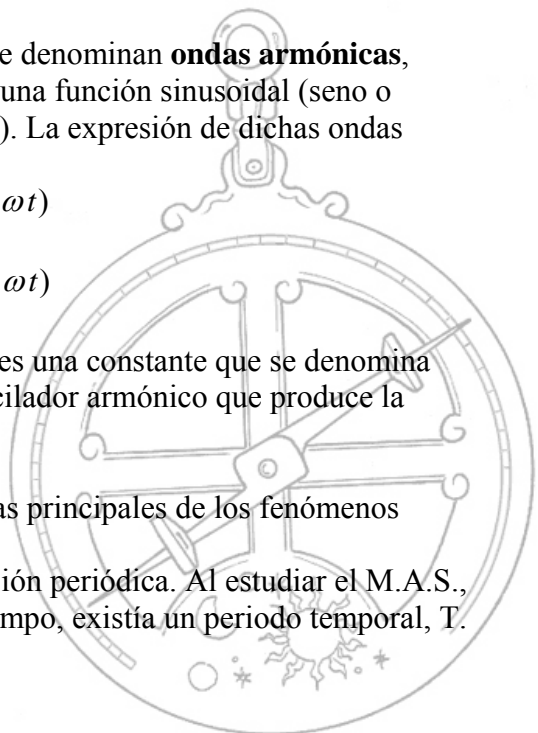 e denominan ondas armónicas,
una función sinusoidal (seno o
). La expresión de dichas ondas
ωt)
ωt)
es una constante que se denomina
cilador armónico que produce la
as principales de los fenómenos
ión periódica. Al estudiar el M.A.S.,
mpo, existía un periodo temporal, T.